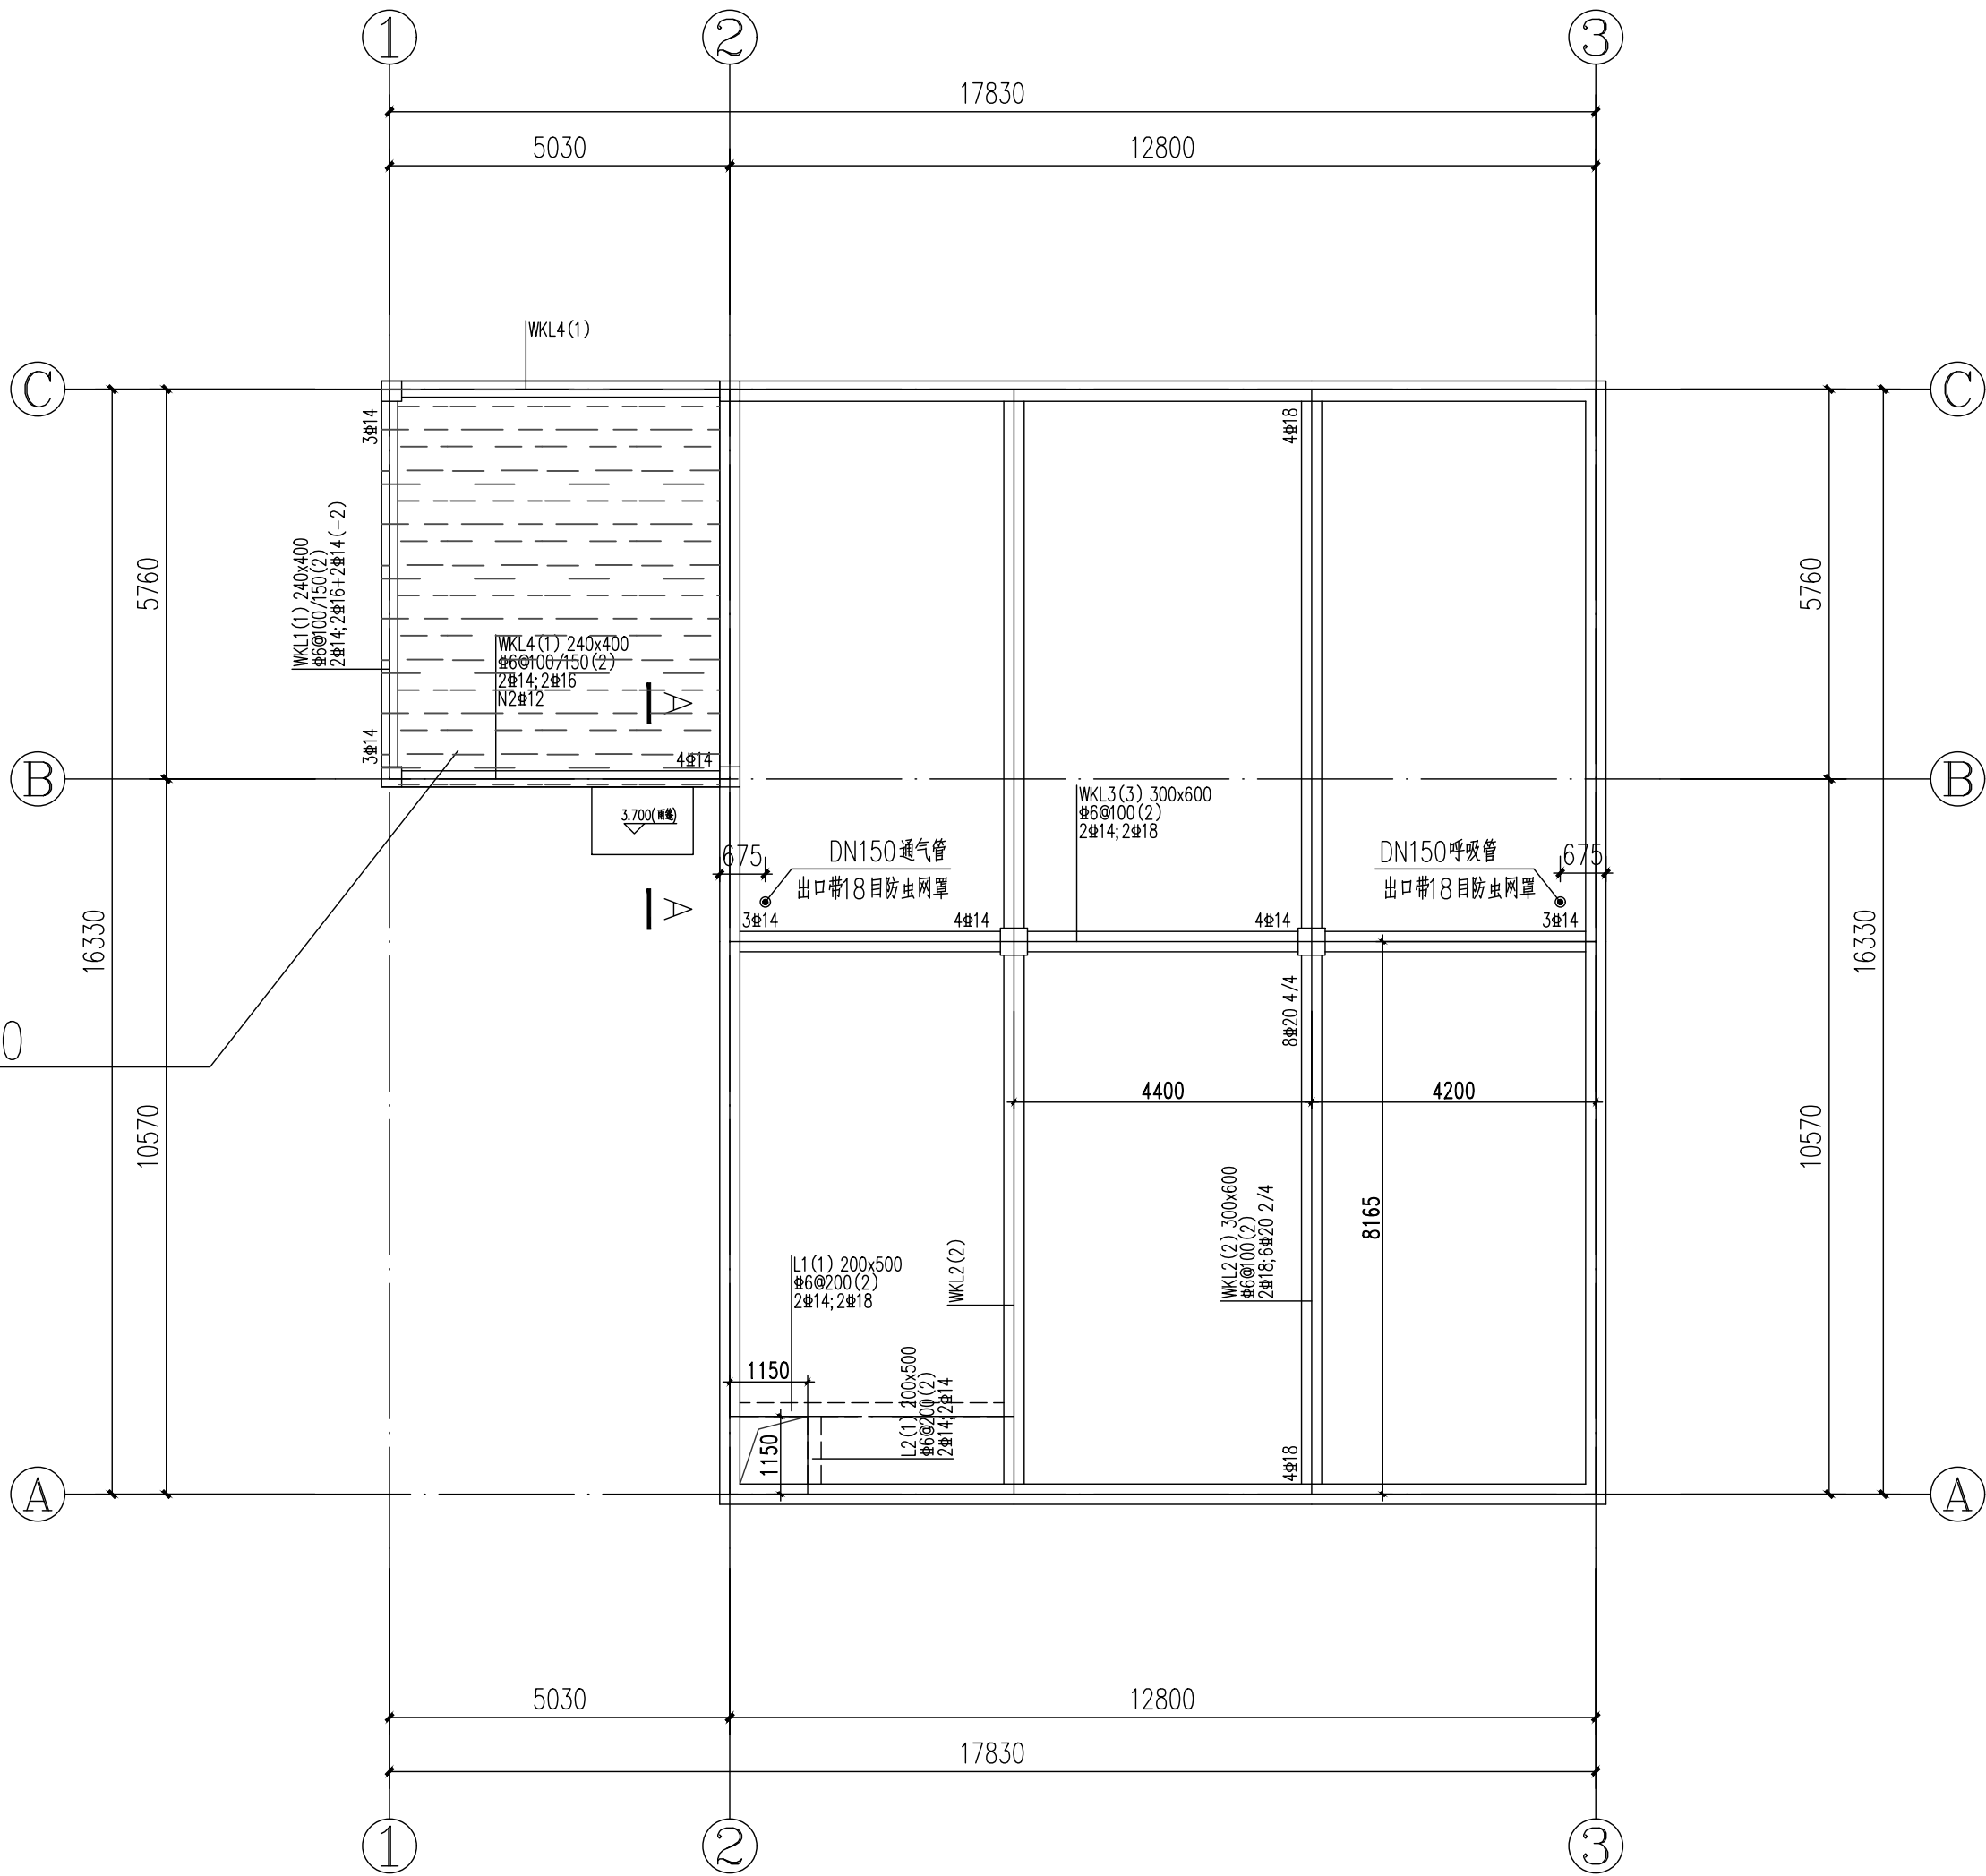 1
2
3
17830
5030
12800
WKL4(1)
C
C
3⌀14
4⌀18
5760
5760
WKL1(1) 240x400
⌀6@100/150(2)
2⌀14;2⌀16+2⌀14(-2)
WKL4(1) 240x400
⌀6@100/150(2)
2⌀14;2⌀16
N2⌀12
A
3⌀14
4⌀14
B
B
3.700(雨篷)
WKL3(3) 300x600
⌀6@100(2)
2⌀14;2⌀18
675
DN150通气管
出口带18目防虫网罩
DN150呼吸管
出口带18目防虫网罩
675
A
3⌀14
4⌀14
4⌀14
3⌀14
16330
16330
8⌀20 4/4
0
4400
4200
10570
10570
8165
WKL2(2) 300x600
⌀6@100(2)
2⌀18;6⌀20 2/4
WKL2(2)
L1(1) 200x500
⌀6@200(2)
2⌀14;2⌀18
1150
L2(1) 200x500
⌀6@200(2)
2⌀14;2⌀14
1150
4⌀18
A
A
5030
12800
17830
1
2
3